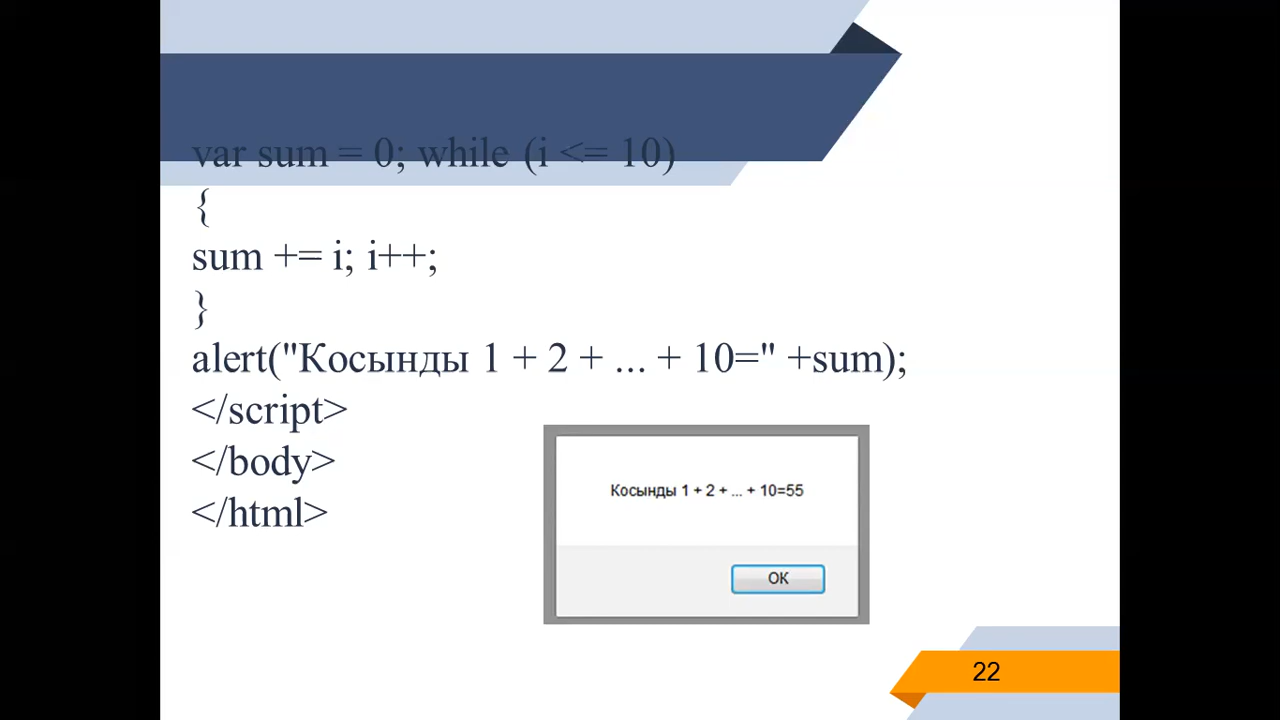 var sum = 0; while (i <= 10)
{
sum += i; i++;
}
alert("Косынды 1 + 2 + ... + 10=" +sum);
</script>
</body>
</html>
Косынды 1 + 2 + ... + 10=55
OK
22